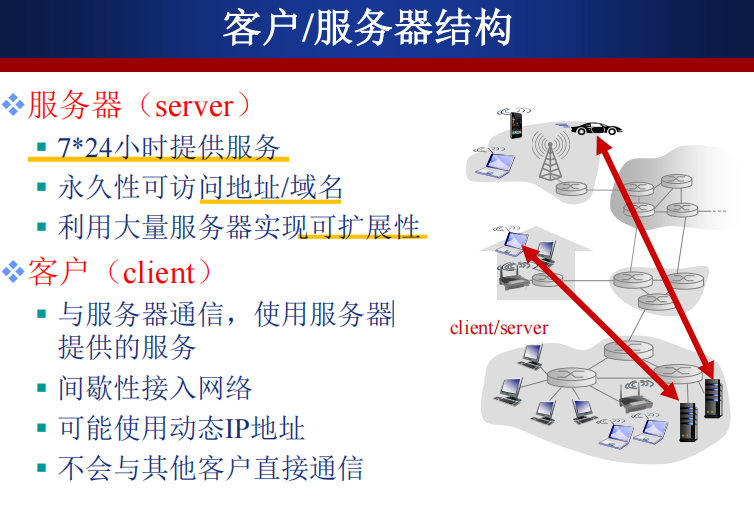 客户/服务器结构
服务器（server）
7*24小时提供服务
永久性可访问地址/域名
利用大量服务器实现可扩展性
客户（client）
与服务器通信，使用服务器
提供的服务
间歇性接入网络
可能使用动态IP地址
不会与其他客户直接通信
client/server